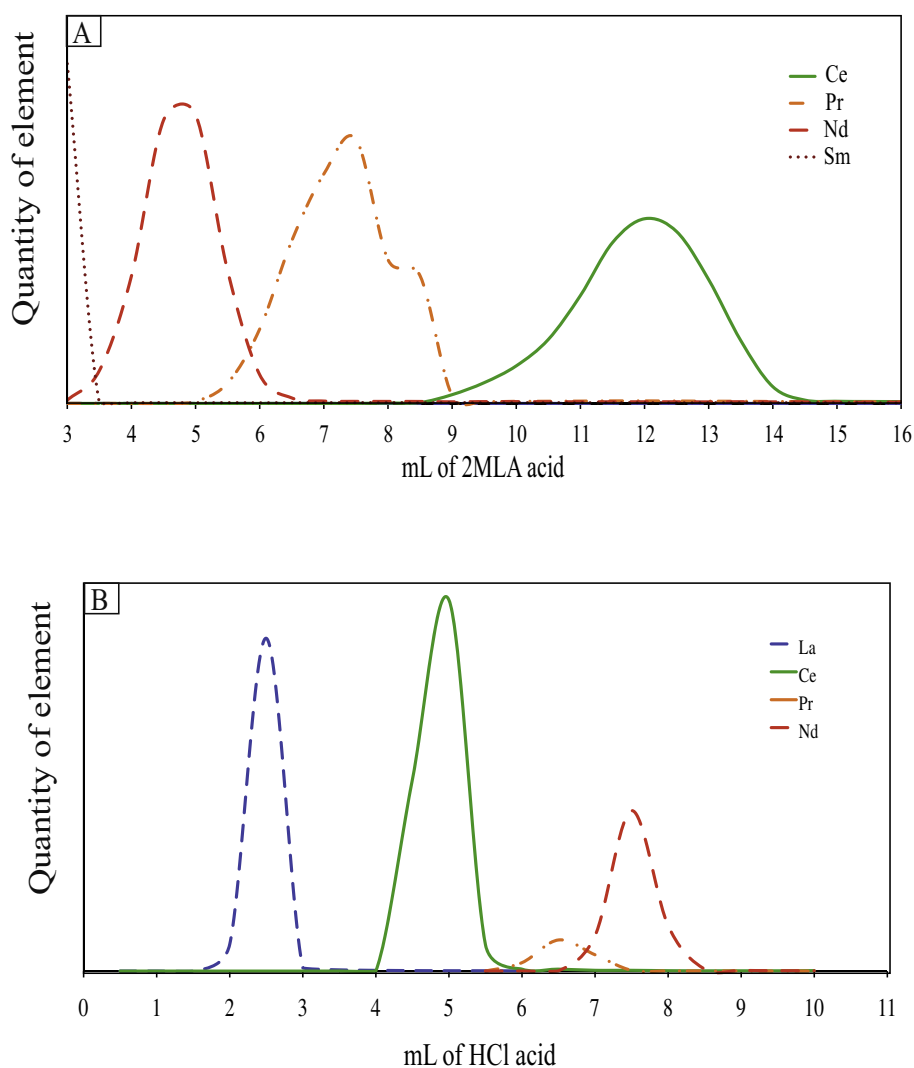 A
Quantity of element
Ce
Pr
Nd
Sm
3 4 5 6 7 8 9 10 11 12 13 14 15 16
mL of 2MLA acid
B
Quantity of element
La
Ce
Pr
Nd
0 1 2 3 4 5 6 7 8 9 10 11
mL of HCl acid